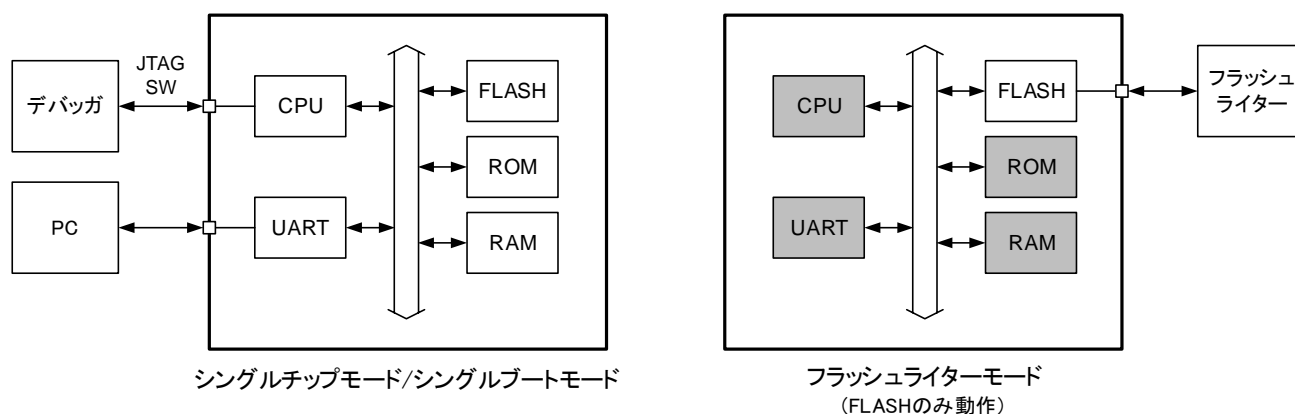 デバッガ
JTAG
SW
CPU
FLASH
ROM
PC
UART
RAM
シングルチップモード/シングルブートモード
CPU
FLASH
フラッシュ
ライター
ROM
UART
RAM
フラッシュライターモード
(FLASHのみ動作)